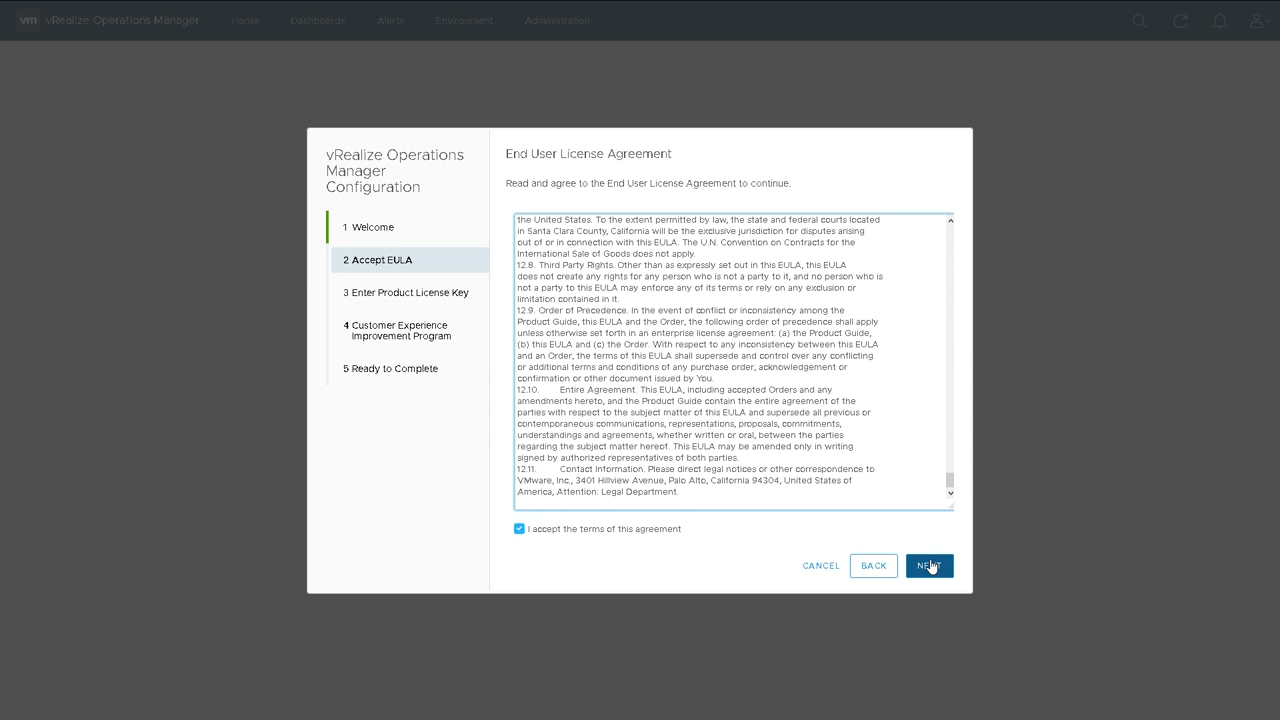 vm vRealize Operations Manager Home Dashboards Alerts Environment Administration
vRealize Operations
Manager
Configuration
1 Welcome
2 Accept EULA
3 Enter Product License Key
4 Customer Experience
Improvement Program
5 Ready to Complete
End User License Agreement
Read and agree to the End User License Agreement to continue.
the United States. To the extent permitted by law, the state and federal courts located
in Santa Clara County, California will be the exclusive jurisdiction for disputes arising
out of or in connection with this EULA. The U.N. Convention on Contracts for the
International Sale of Goods does not apply.
12.8. Third Party Rights. Other than as expressly set out in this EULA, this EULA
does not create any rights for any person who is not a party to it, and no person who is
not a party to this EULA may enforce any of its terms or rely on any exclusion or
limitation contained in it.
12.9. Order of Precedence. In the event of conflict or inconsistency among the
Product Guide, this EULA and the Order, the following order of precedence shall apply
unless otherwise set forth in an enterprise license agreement: (a) the Product Guide,
(b) this EULA and (c) the Order. With respect to any inconsistency between this EULA
and an Order, the terms of this EULA shall supersede and control over any conflicting
or additional terms and conditions of any purchase order, acknowledgement or
confirmation or other document issued by You.
12.10. Entire Agreement. This EULA, including accepted Orders and any
amendments hereto, and the Product Guide contain the entire agreement of the
parties with respect to the subject matter of this EULA and supersede all previous or
contemporaneous communications, representations, proposals, commitments,
understandings and agreements, whether written or oral, between the parties
regarding the subject matter hereof. This EULA may be amended only in writing
signed by authorized representatives of both parties.
12.11. Contact Information. Please direct legal notices or other correspondence to
VMware, Inc., 3401 Hillview Avenue, Palo Alto, California 94304, United States of
America, Attention: Legal Department.
I accept the terms of this agreement
CANCEL BACK NEXT